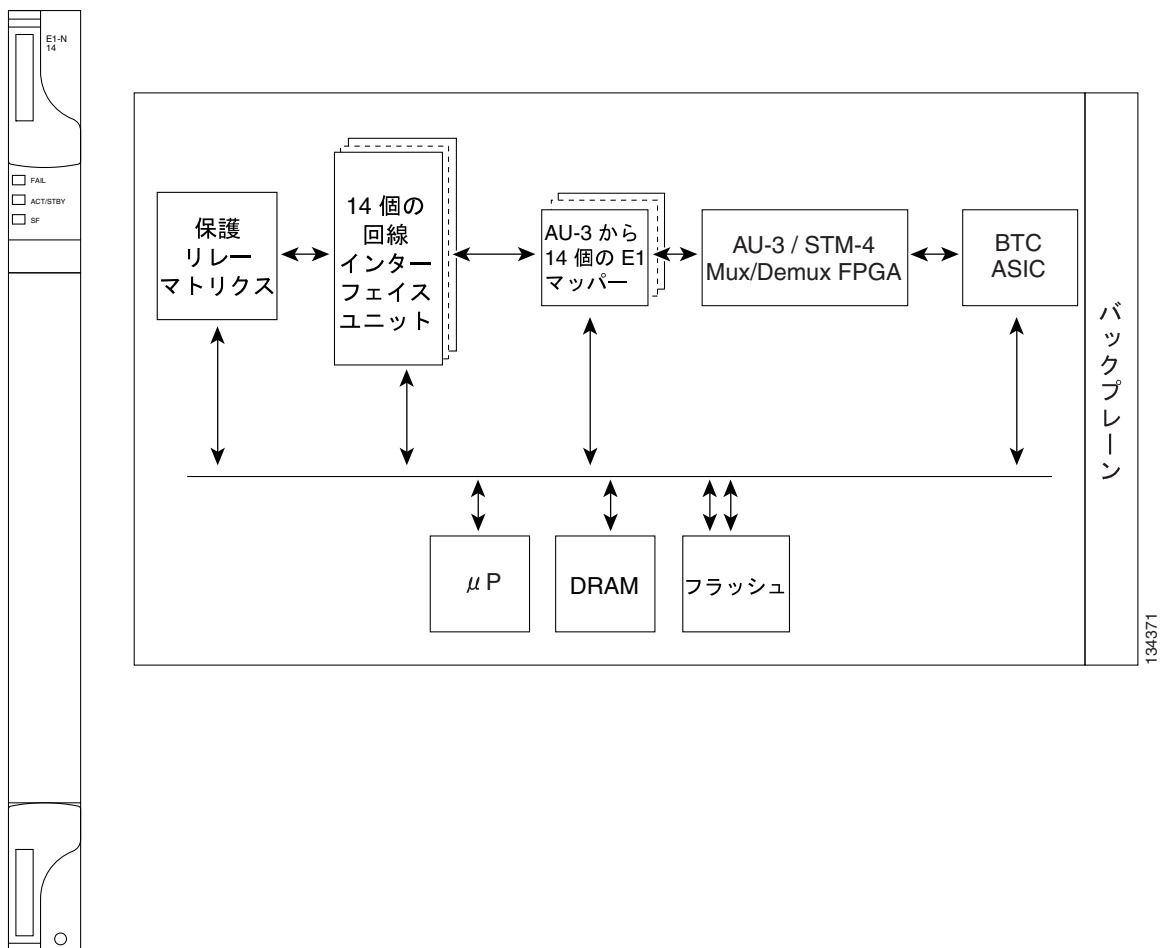 E1-N
14
FAIL
ACT/STBY
SF
保護
リレー
マトリクス
14 個の
回線
インター
フェイス
ユニット
AU-3 から
14 個の E1
マッパー
AU-3 / STM-4
Mux/Demux FPGA
BTC
ASIC
バックプレーン
μP
DRAM
フラッシュ
134371